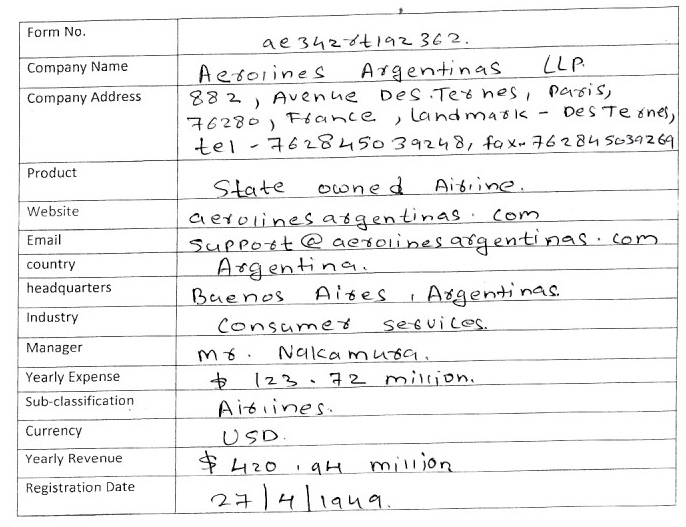 Form No. ae342rt192362.
Company Name Aerolines Argentinas LLP.
Company Address 882, Avenue Des Ternes, Paris,
76280, France, Landmark - Des Ternes,
tel - 762845039248, fax - 762845039269
Product State owned Airline.
Website aerolinesargentinas.com
Email support@aerolinesargentinas.com
country Argentina.
headquarters Buenos Aires, Argentinas.
Industry Consumer services.
Manager Mr. Nakamura.
Yearly Expense $ 123.72 million.
Sub-classification Airlines.
Currency USD.
Yearly Revenue $ 420.94 million
Registration Date 27/4/1949.